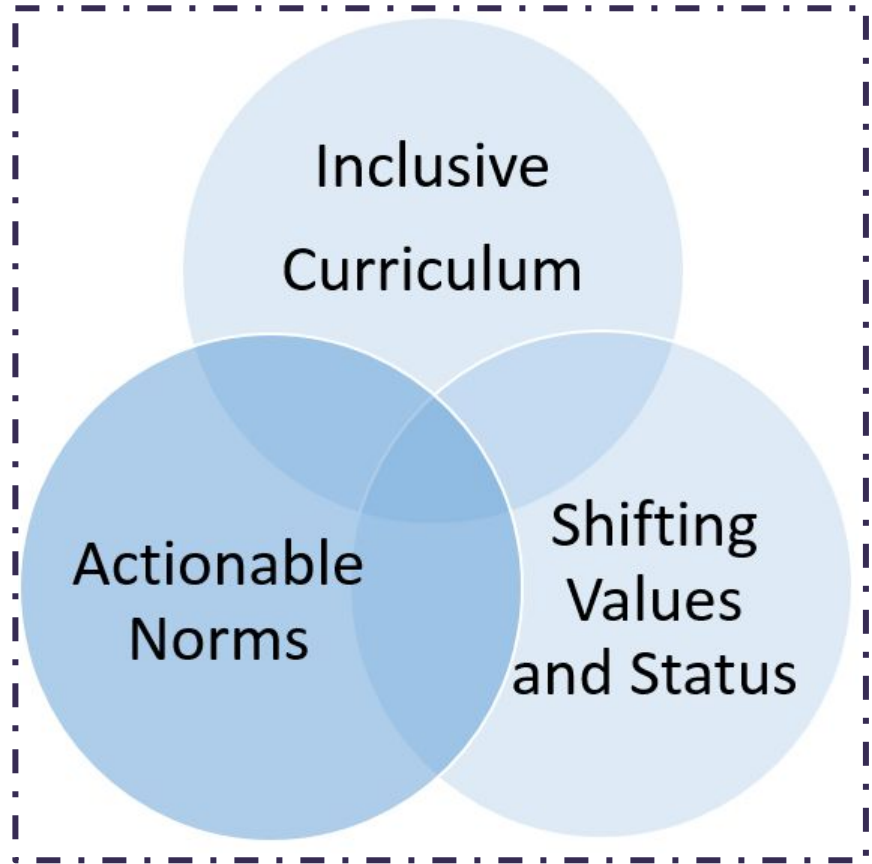 Inclusive
Curriculum
Actionable
Norms
Shifting
Values
and Status